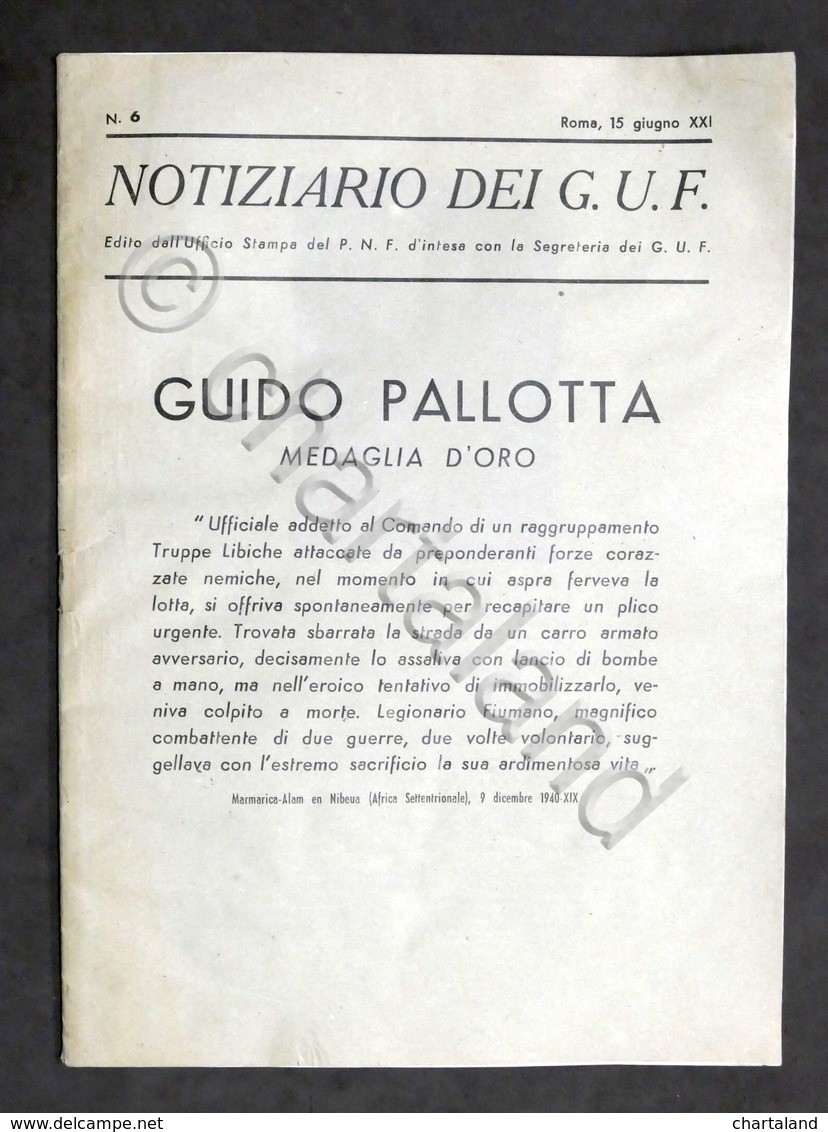 N. 6
Roma, 15 giugno XXI
NOTIZIARIO DEI G. U. F.
Edito dall'Ufficio Stampa del P. N. F. d'intesa con la Segreteria dei G. U. F.
GUIDO PALLOTTA
MEDAGLIA D'ORO
"Ufficiale addetto al Comando di un raggruppamento
Truppe Libiche attaccate da preponderanti forze coraz-
zate nemiche, nel momento in cui aspra ferveva la
lotta, si offriva spontaneamente per recapitare un plico
urgente. Trovata sbarrata la strada da un carro armato
avversario, decisamente lo assaliva con lancio di bombe
a mano, ma nell'eroico tentativo di immobilizzarlo, ve-
niva colpito a morte. Legionario Fiumano, magnifico
combattente di due guerre, due volte volontario, sug-
gellava con l'estremo sacrificio la sua ardimentosa vita„.
Marmarica-Alam en Nibeua (Africa Settentrionale), 9 dicembre 1940-XIX
© chartaland
delcampe.net
chartaland